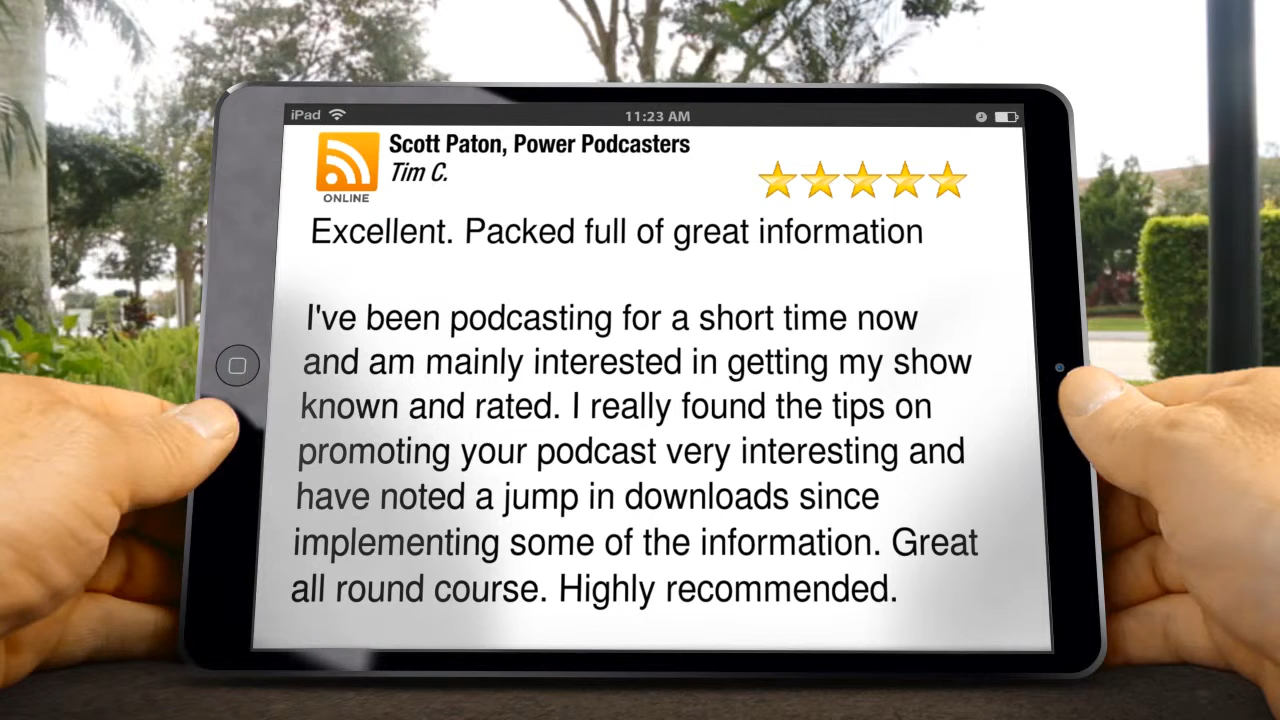 iPad
11:23 AM
Scott Paton, Power Podcasters
Tim C.
ONLINE
Excellent. Packed full of great information
I've been podcasting for a short time now
and am mainly interested in getting my show
known and rated. I really found the tips on
promoting your podcast very interesting and
have noted a jump in downloads since
implementing some of the information. Great
all round course. Highly recommended.